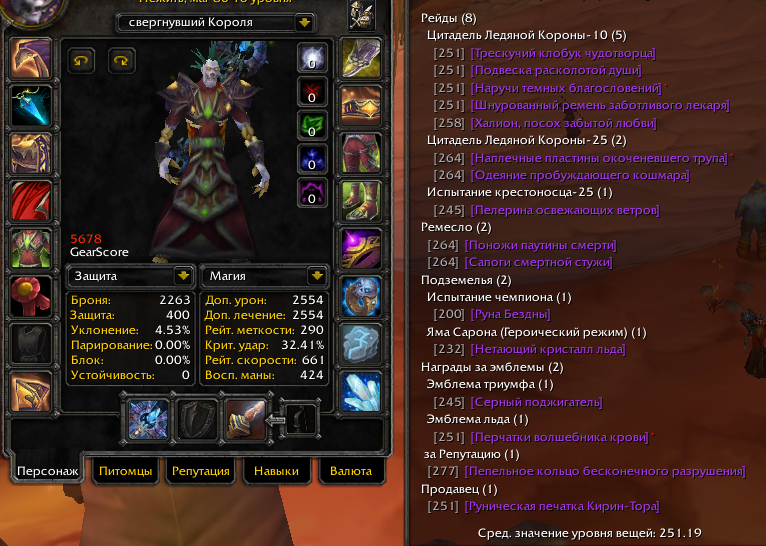 Нежить, маг 80-го уровня
свергнувший Короля
0
0
0
0
0
5678
GearScore
Защита
Магия
Броня: 2263
Защита: 400
Уклонение: 4.53%
Парирование: 0.00%
Блок: 0.00%
Устойчивость: 0
Доп. урон: 2554
Доп. лечение: 2554
Рейт. меткости: 290
Крит. удар: 32.41%
Рейт. скорости: 661
Восп. маны: 424
Персонаж
Питомцы
Репутация
Навыки
Валюта
Рейды (8)
Цитадель Ледяной Короны-10 (5)
[251] [Трескучий клобук чудотворца]
[251] [Подвеска расколотой души]
[251] [Наручи темных благословений]*
[251] [Шнурованный ремень заботливого лекаря]
[258] [Халион, посох забытой любви]
Цитадель Ледяной Короны-25 (2)
[264] [Наплечные пластины окоченевшего трупа]*
[264] [Одеяние пробуждающего кошмара]
Испытание крестоносца-25 (1)
[245] [Пелерина освежающих ветров]
Ремесло (2)
[264] [Поножи паутины смерти]
[264] [Сапоги смертной стужи]
Подземелья (2)
Испытание чемпиона (1)
[200] [Руна Бездны]
Яма Сарона (Героический режим) (1)
[232] [Нетающий кристалл льда]
Награды за эмблемы (2)
Эмблема триумфа (1)
[245] [Серный поджигатель]
Эмблема льда (1)
[251] [Перчатки волшебника крови]*
за Репутацию (1)
[277] [Пепельное кольцо бесконечного разрушения]
Продавец (1)
[251] [Руническая печатка Кирин-Тора]
Сред. значение уровня вещей: 251.19